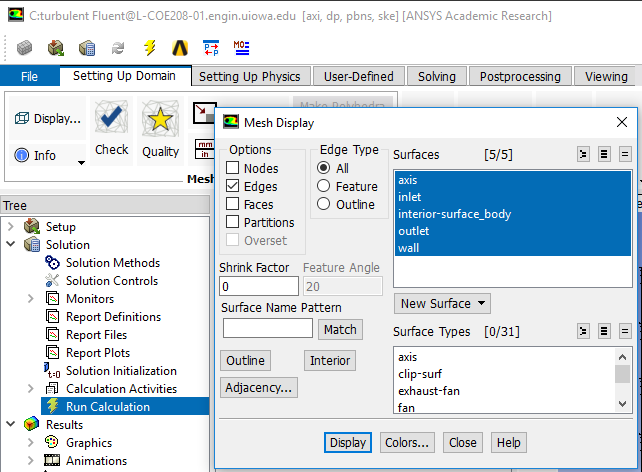 C:turbulent Fluent@L-COE208-01.engin.uiowa.edu [axi, dp, pbns, ske] [ANSYS Academic Research]
File Setting Up Domain Setting Up Physics User-Defined Solving Postprocessing Viewing
Display...
Info
Check
Quality
mm
in
Make Polyhedra
Mesh
Tree
Setup
Solution
Solution Methods
Solution Controls
Monitors
Report Definitions
Report Files
Report Plots
t=0 Solution Initialization
Calculation Activities
Run Calculation
Results
Graphics
Animations
Mesh Display
Options
Nodes
Edges
Faces
Partitions
Overset
Edge Type
All
Feature
Outline
Shrink Factor Feature Angle
0 20
Surface Name Pattern
Match
Outline Interior
Adjacency...
Surfaces [5/5]
axis
inlet
interior-surface_body
outlet
wall
New Surface
Surface Types [0/31]
axis
clip-surf
exhaust-fan
fan
Display Colors... Close Help